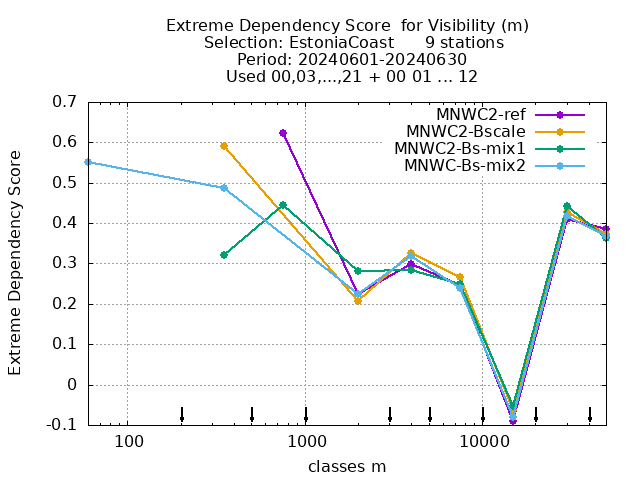 Extreme Dependency Score  for Visibility (m)
Selection: EstoniaCoast      9 stations
Period: 20240601-20240630
Used 00,03,...,21 + 00 01 ... 12
MNWC2-ref
MNWC2-Bscale
MNWC2-Bs-mix1
MNWC-Bs-mix2
Extreme Dependency Score
0.7
0.6
0.5
0.4
0.3
0.2
0.1
0
-0.1
100
1000
10000
classes m